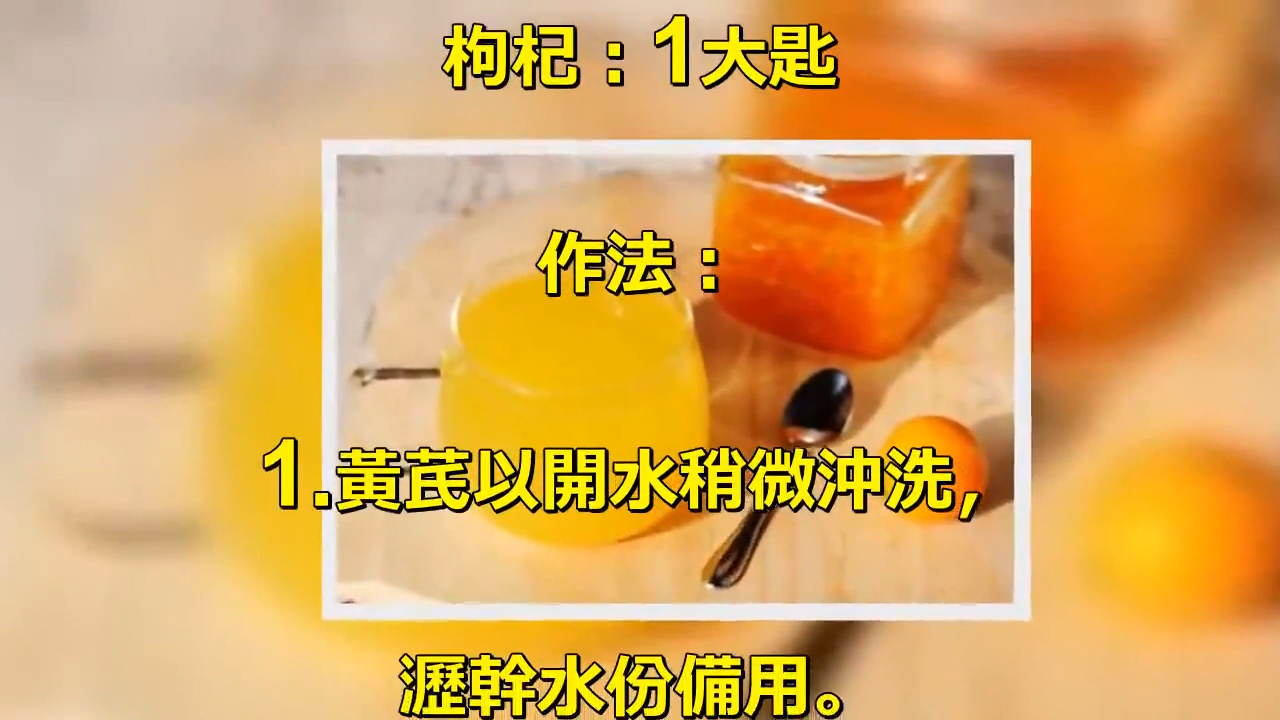 枸杞：1大匙
作法：
1.黃芪以開水稍微沖洗，
瀝幹水份備用。